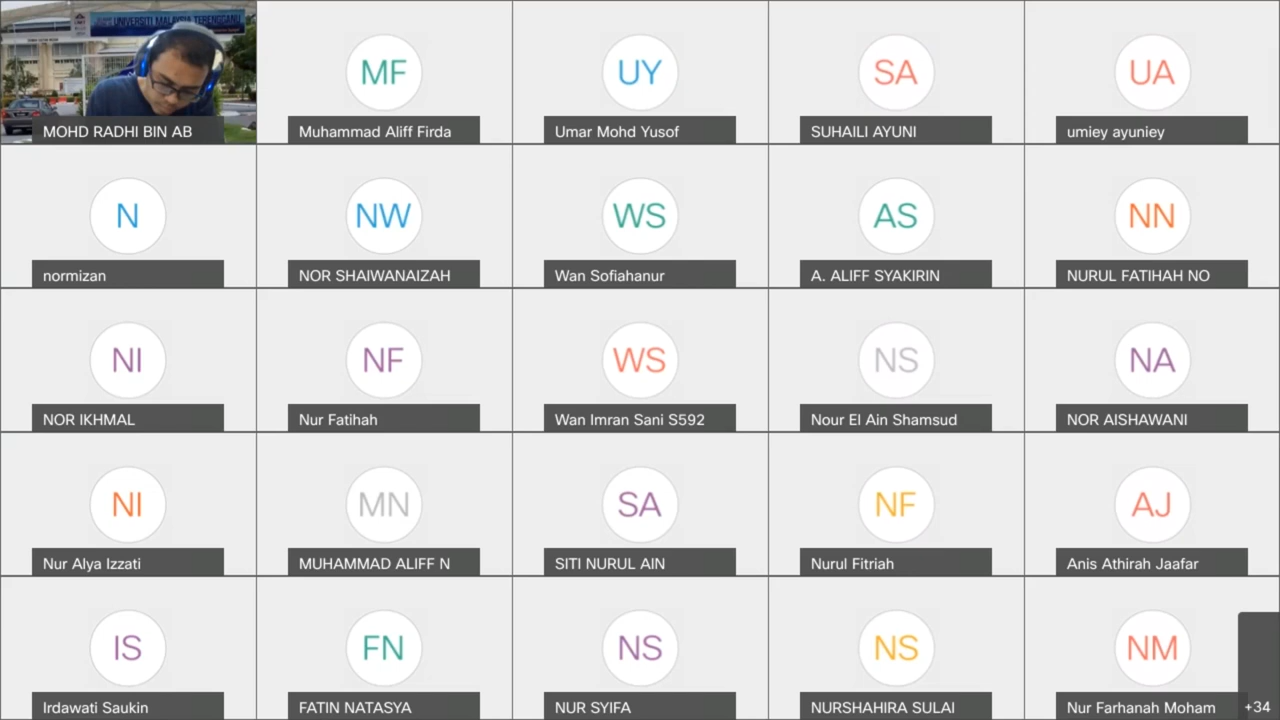 UNIVERSITI MALAYSIA TERENGGANU
MOHD RADHI BIN AB
MF
Muhammad Aliff Firda
UY
Umar Mohd Yusof
SA
SUHAILI AYUNI
UA
umiey ayuniey
N
normizan
NW
NOR SHAIWANAIZAH
WS
Wan Sofiahanur
AS
A. ALIFF SYAKIRIN
NN
NURUL FATIHAH NO
NI
NOR IKHMAL
NF
Nur Fatihah
WS
Wan Imran Sani S592
NS
Nour El Ain Shamsud
NA
NOR AISHAWANI
NI
Nur Alya Izzati
MN
MUHAMMAD ALIFF N
SA
SITI NURUL AIN
NF
Nurul Fitriah
AJ
Anis Athirah Jaafar
IS
Irdawati Saukin
FN
FATIN NATASYA
NS
NUR SYIFA
NS
NURSHAHIRA SULAI
NM
Nur Farhanah Moham
+34